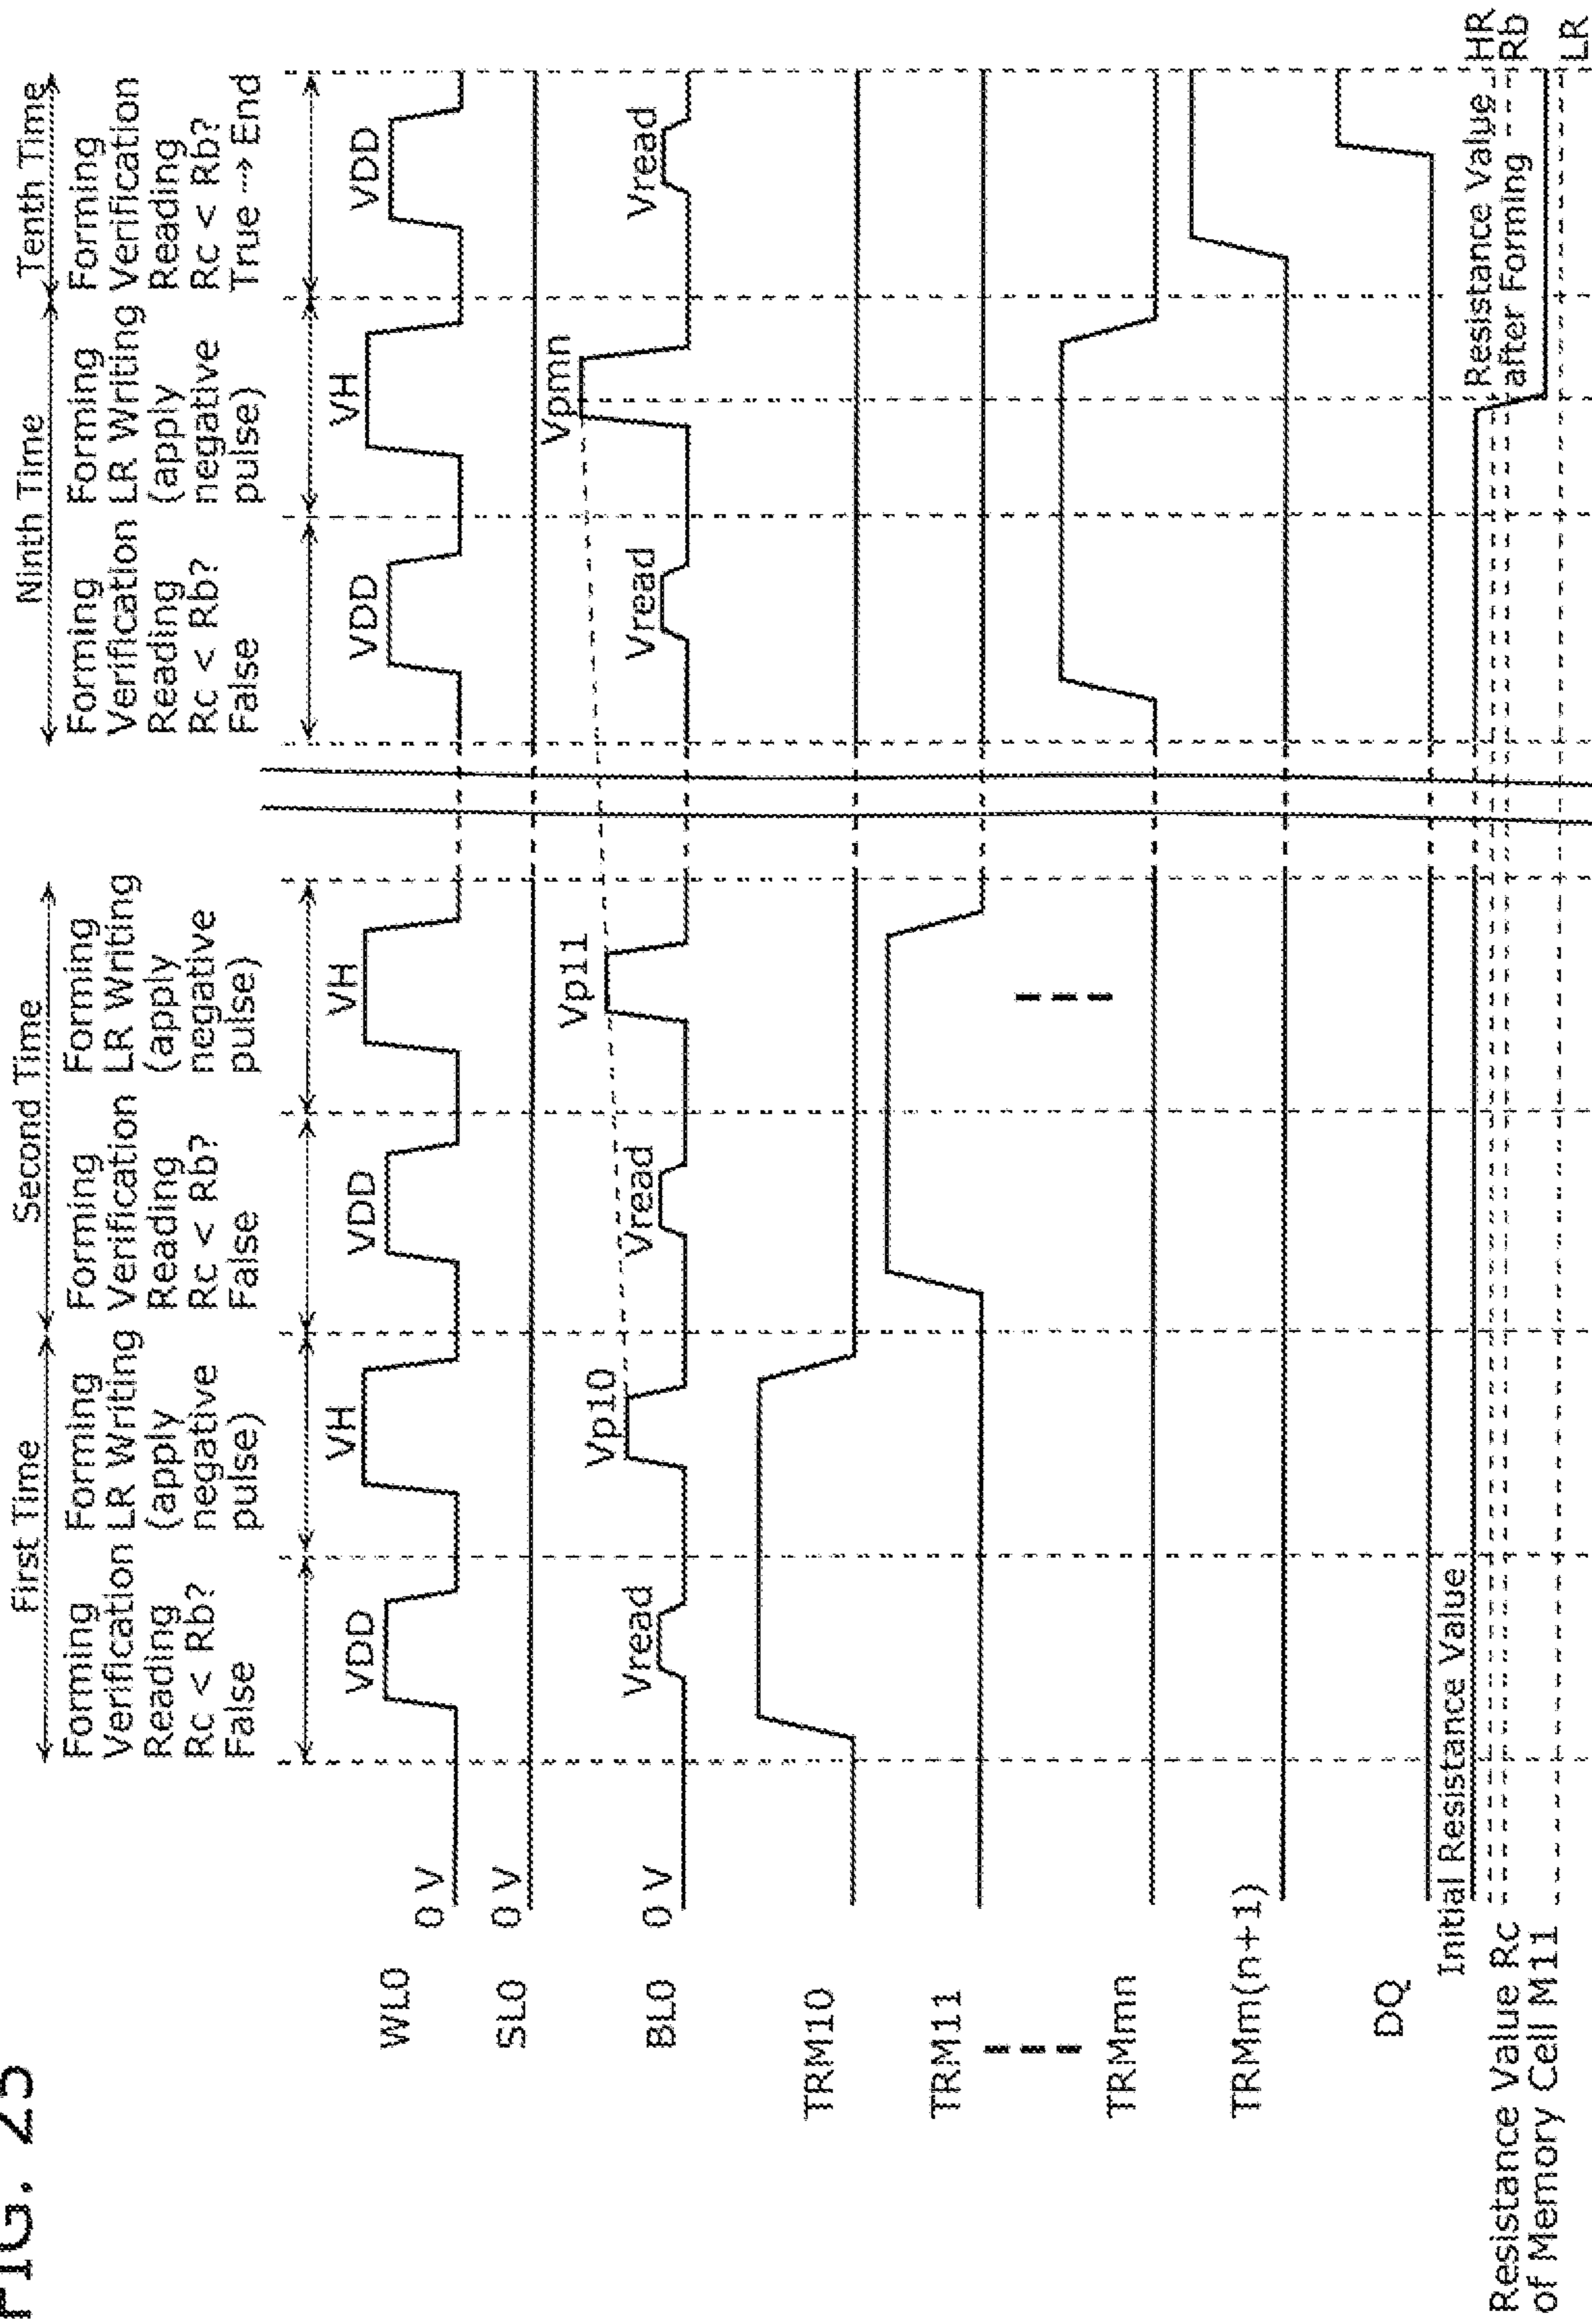 FIG. 25
First Time
Second Time
Ninth Time
Tenth Time
Forming
Verification
Reading
Rc < Rb?
False
Forming
LR Writing
(apply
negative
pulse)
Forming
Verification
Reading
Rc < Rb?
False
Forming
LR Writing
(apply
negative
pulse)
Forming
Verification
Reading
Rc < Rb?
False
Forming
LR Writing
(apply
negative
pulse)
Forming
Verification
Reading
Rc < Rb?
True → End
WL0
0 V
VDD
VH
VDD
VH
VDD
VH
VDD
SL0
0 V
BL0
0 V
Vread
Vp10
Vread
Vp11
Vread
Vpmn
Vread
TRM10
TRM11
TRMmn
TRMm(n+1)
DQ
Initial Resistance Value
Resistance Value
after Forming
Resistance Value Rc
of Memory Cell M11
HR
Rb
LR